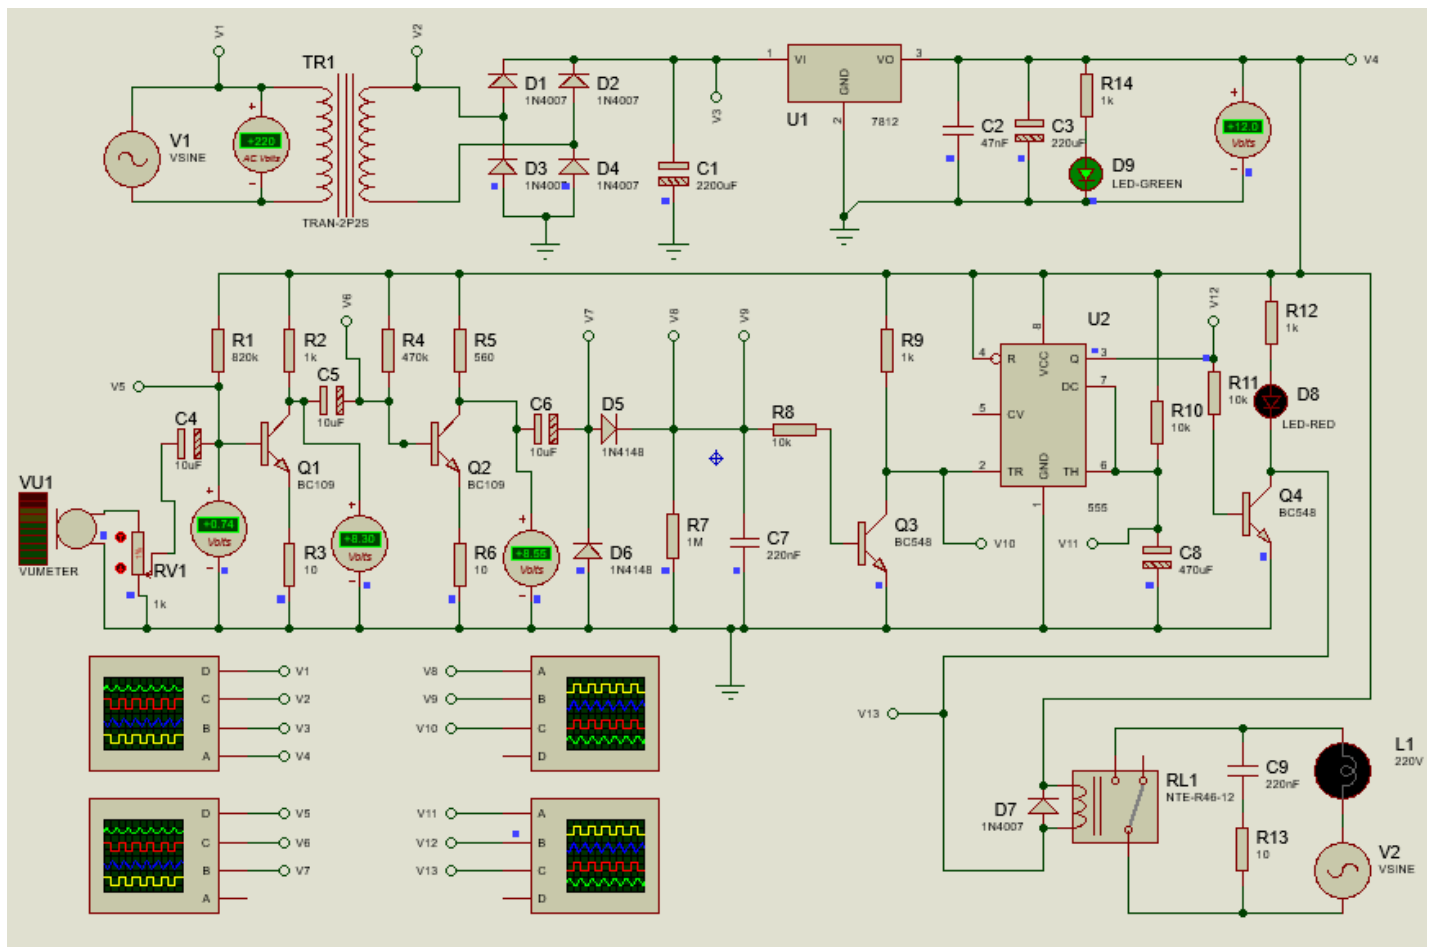 V1
V2
TR1
V1
VSINE
+220
AC Volts
TRAN-2P2S
D1
1N4007
D2
1N4007
D3
1N4007
D4
1N4007
C1
2200uF
V3
1
VI
VO
3
GND
2
U1
7812
C2
47nF
C3
220uF
R14
1k
D9
LED-GREEN
+12.0
Volts
V4
R1
820k
R2
1k
V6
R4
470k
R5
560
V7
V8
V9
V5
C4
10uF
C5
10uF
C6
10uF
D5
1N4148
Q1
BC109
Q2
BC109
VU1
VUMETER
RV1
1k
+0.74
Volts
R3
10
+8.30
Volts
R6
10
+8.55
Volts
D6
1N4148
R7
1M
C7
220nF
R8
10k
R9
1k
Q3
BC548
V10
U2
8
VCC
4
R
Q
3
DC
7
5
CV
2
TR
GND
TH
6
1
555
V11
R10
10k
C8
470uF
V12
R11
10k
R12
1k
D8
LED-RED
Q4
BC548
D
V1
C
V2
B
V3
A
V4
V8
A
V9
B
V10
C
D
D
V5
C
V6
B
V7
A
V11
A
V12
B
V13
C
D
V13
D7
1N4007
RL1
NTE-R46-12
C9
220nF
R13
10
L1
220V
V2
VSINE